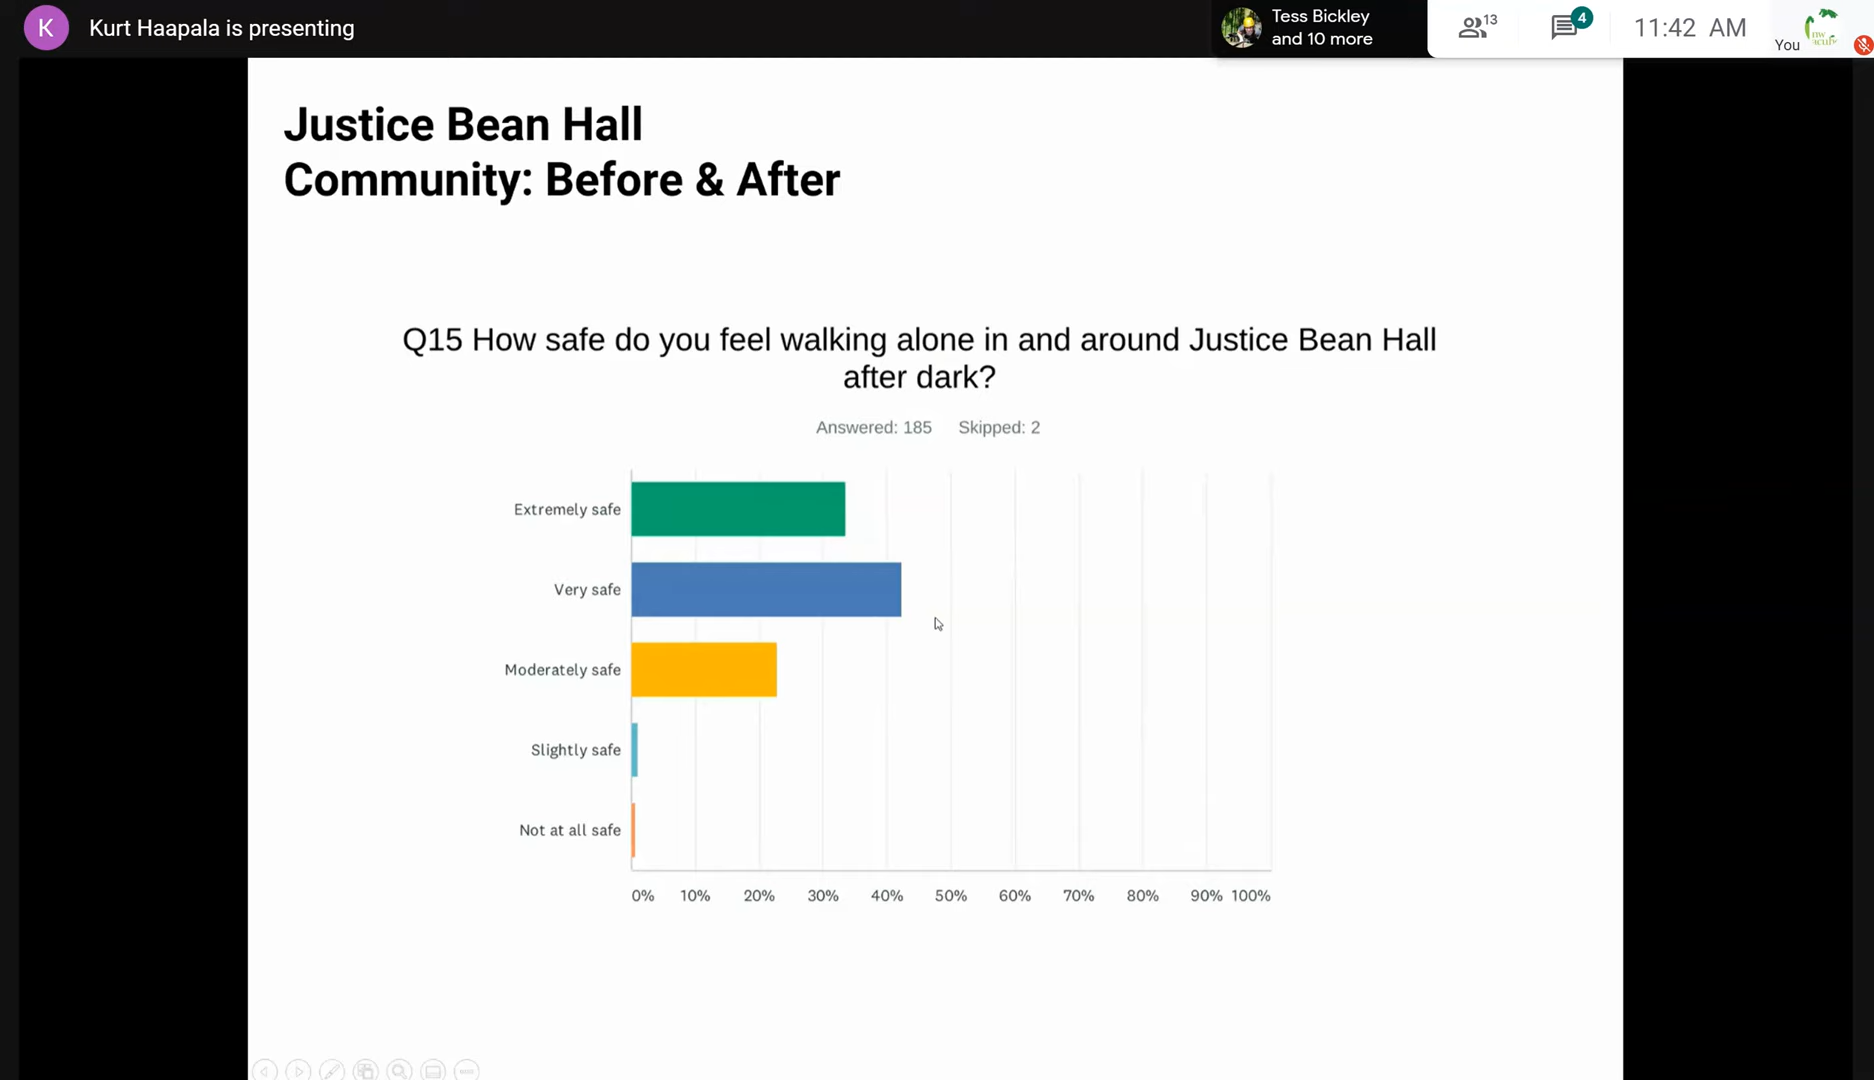 K
Kurt Haapala is presenting
Tess Bickley
and 10 more
13
4
11:42 AM
You
Justice Bean Hall
Community: Before & After
Q15 How safe do you feel walking alone in and around Justice Bean Hall
after dark?
Answered: 185 Skipped: 2
Extremely safe
Very safe
Moderately safe
Slightly safe
Not at all safe
0% 10% 20% 30% 40% 50% 60% 70% 80% 90% 100%